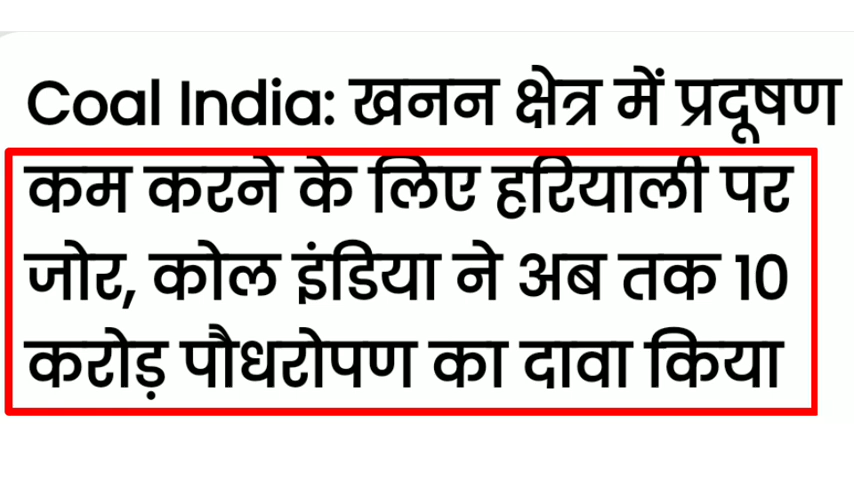 Coal India: खनन क्षेत्र में प्रदूषण
कम करने के लिए हरियाली पर
जोर, कोल इंडिया ने अब तक 10
करोड़ पौधरोपण का दावा किया